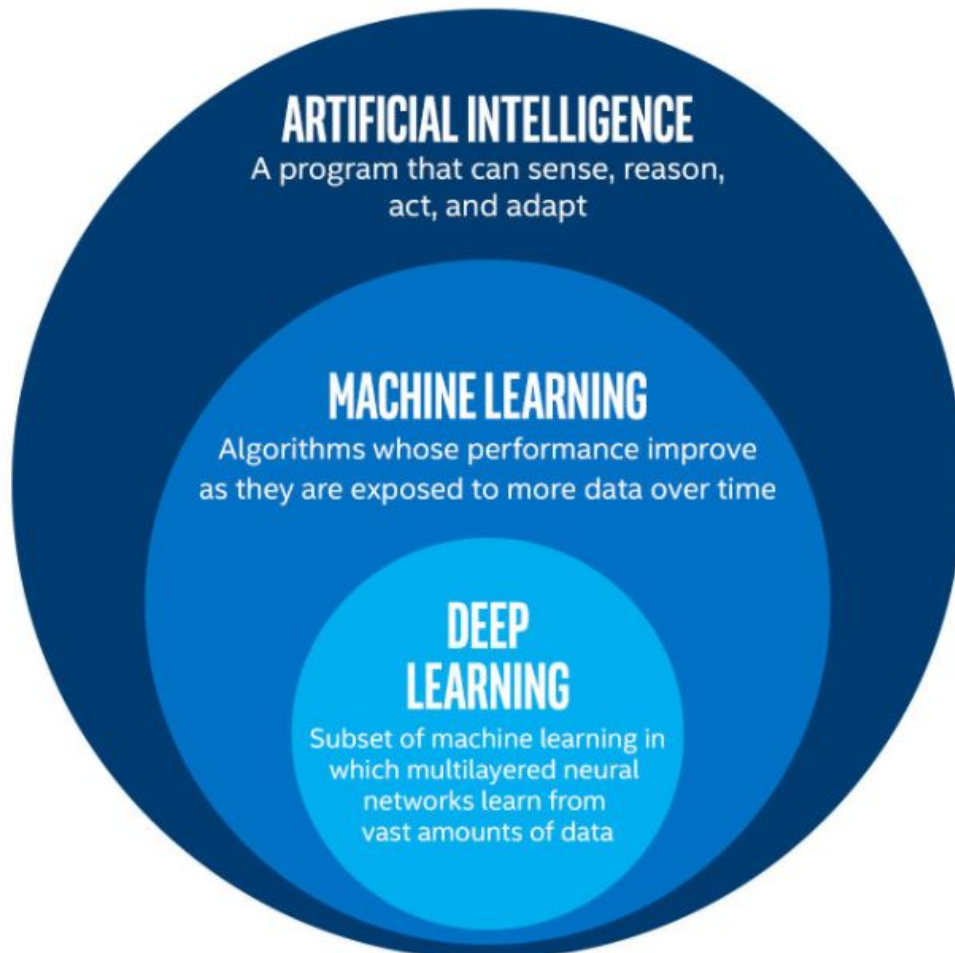 ARTIFICIAL INTELLIGENCE
A program that can sense, reason,
act, and adapt
MACHINE LEARNING
Algorithms whose performance improve
as they are exposed to more data over time
DEEP
LEARNING
Subset of machine learning in
which multilayered neural
networks learn from
vast amounts of data